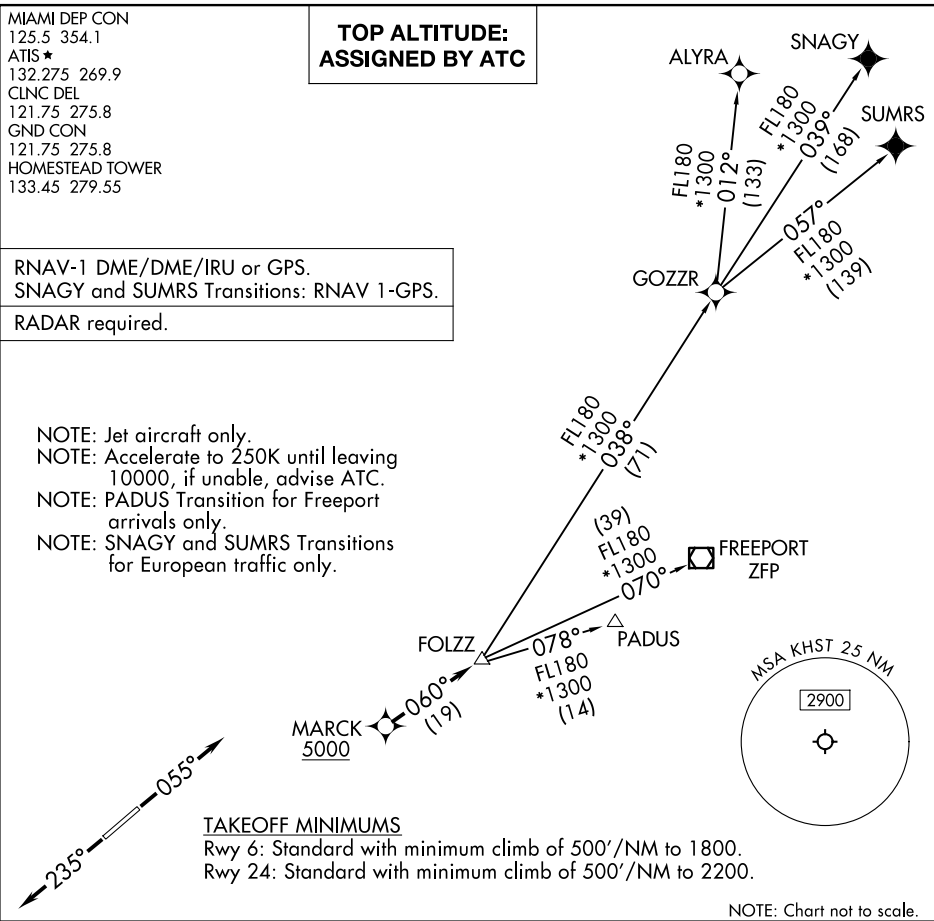 MIAMI DEP CON
125.5 354.1
ATIS ★
132.275 269.9
CLNC DEL
121.75 275.8
GND CON
121.75 275.8
HOMESTEAD TOWER
133.45 279.55
TOP ALTITUDE:
ASSIGNED BY ATC
RNAV-1 DME/DME/IRU or GPS.
SNAGY and SUMRS Transitions: RNAV 1-GPS.
RADAR required.
NOTE: Jet aircraft only.
NOTE: Accelerate to 250K until leaving
10000, if unable, advise ATC.
NOTE: PADUS Transition for Freeport
arrivals only.
NOTE: SNAGY and SUMRS Transitions
for European traffic only.
ALYRA
SNAGY
SUMRS
FL180
*1300
012°
(133)
FL180
*1300
039°
(168)
057°
FL180
*1300
(139)
GOZZR
FL180
*1300
038°
(71)
(39)
FL180
*1300
070°
FREEPORT
ZFP
FOLZZ
078°
FL180
*1300
(14)
PADUS
060°
(19)
MARCK
5000
MSA KHST 25 NM
2900
055°
235°
TAKEOFF MINIMUMS
Rwy 6: Standard with minimum climb of 500'/NM to 1800.
Rwy 24: Standard with minimum climb of 500'/NM to 2200.
NOTE: Chart not to scale.